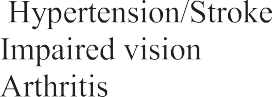 Hypertension/Stroke
Impaired vision
Arthritis